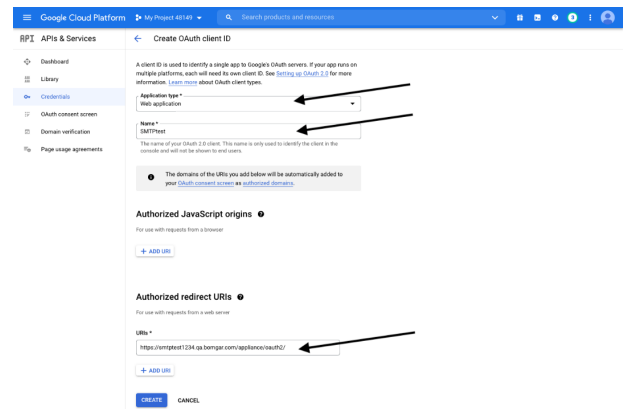 Google Cloud Platform
My Project 48149
Search products and resources
3
API APIs & Services
Create OAuth client ID
Dashboard
Library
Credentials
OAuth consent screen
Domain verification
Page usage agreements
A client ID is used to identify a single app to Google's OAuth servers. If your app runs on
multiple platforms, each will need its own client ID. See Setting up OAuth 2.0 for more
information. Learn more about OAuth client types.
Application type *
Web application
Name *
SMTPtest
The name of your OAuth 2.0 client. This name is only used to identify the client in the
console and will not be shown to end users.
The domains of the URIs you add below will be automatically added to
your OAuth consent screen as authorized domains.
Authorized JavaScript origins
For use with requests from a browser
+ ADD URI
Authorized redirect URIs
For use with requests from a web server
URIs *
https://smtptest1234.qa.bomgar.com/appliance/oauth2/
+ ADD URI
CREATE
CANCEL